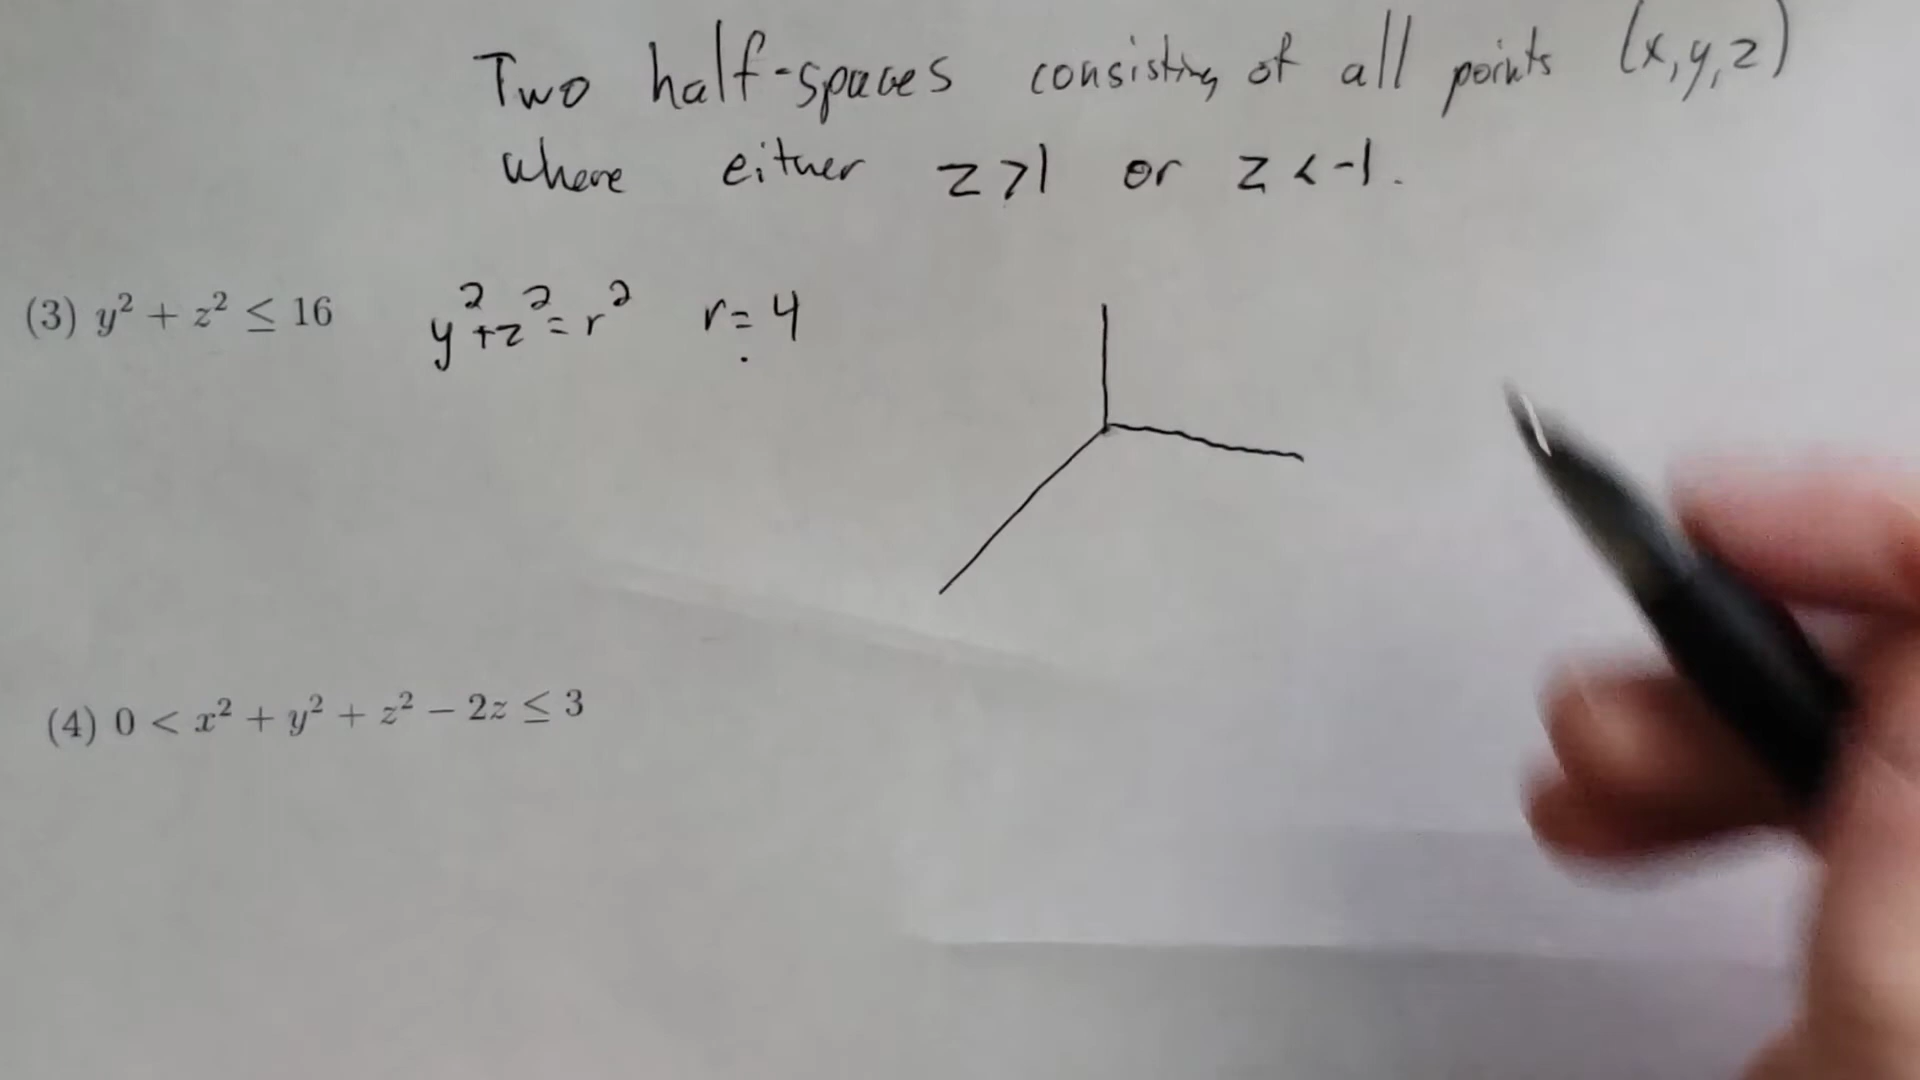 Two half-spaces consisting of all points (x,y,z)
where either z>1 or z<-1.
(3) y² + z² ≤ 16 y²+z²=r² r=4
(4) 0 < x² + y² + z² − 2z ≤ 3